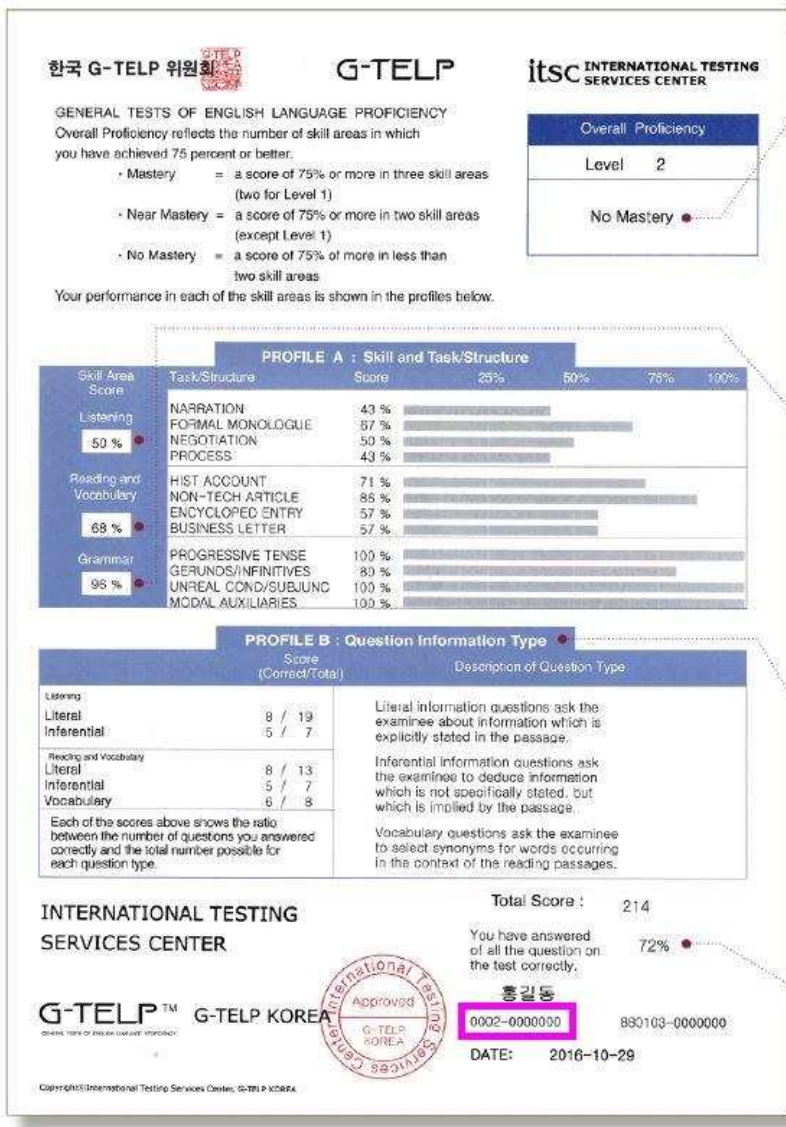 한국 G-TELP 위원회
G-TELP
itsc INTERNATIONAL TESTING
SERVICES CENTER
GENERAL TESTS OF ENGLISH LANGUAGE PROFICIENCY
Overall Proficiency reflects the number of skill areas in which
you have achieved 75 percent or better.
· Mastery = a score of 75% or more in three skill areas
(two for Level 1)
· Near Mastery = a score of 75% or more in two skill areas
(except Level 1)
· No Mastery = a score of 75% of more in less than
two skill areas
Your performance in each of the skill areas is shown in the profiles below.
Overall Proficiency
Level 2
No Mastery
PROFILE A : Skill and Task/Structure
Skill Area
Score
Task/Structure Score 25% 50% 75% 100%
Listening
50 %
NARRATION 43 %
FORMAL MONOLOGUE 67 %
NEGOTIATION 50 %
PROCESS 43 %
Reading and
Vocabulary
68 %
HIST ACCOUNT 71 %
NON-TECH ARTICLE 86 %
ENCYCLOPED ENTRY 57 %
BUSINESS LETTER 57 %
Grammar
96 %
PROGRESSIVE TENSE 100 %
GERUNDS/INFINITIVES 80 %
UNREAL COND/SUBJUNC 100 %
MODAL AUXILIARIES 100 %
PROFILE B : Question Information Type
Score
(Correct/Total)
Description of Question Type
Listening
Literal 8 / 19
Inferential 5 / 7
Reading and Vocabulary
Literal 8 / 13
Inferential 5 / 7
Vocabulary 6 / 8
Each of the scores above shows the ratio
between the number of questions you answered
correctly and the total number possible for
each question type.
Literal information questions ask the
examinee about information which is
explicitly stated in the passage.
Inferential information questions ask
the examinee to deduce information
which is not specifically stated, but
which is implied by the passage.
Vocabulary questions ask the examinee
to select synonyms for words occurring
in the context of the reading passages.
INTERNATIONAL TESTING
SERVICES CENTER
Total Score : 214
You have answered
of all the question on
the test correctly.
72%
홍길동
0002-0000000 880103-0000000
DATE: 2016-10-29
G-TELP™ G-TELP KOREA
International Testing Services Center
Approved
G-TELP
KOREA
Copyright©International Testing Services Center, G-TELP KOREA